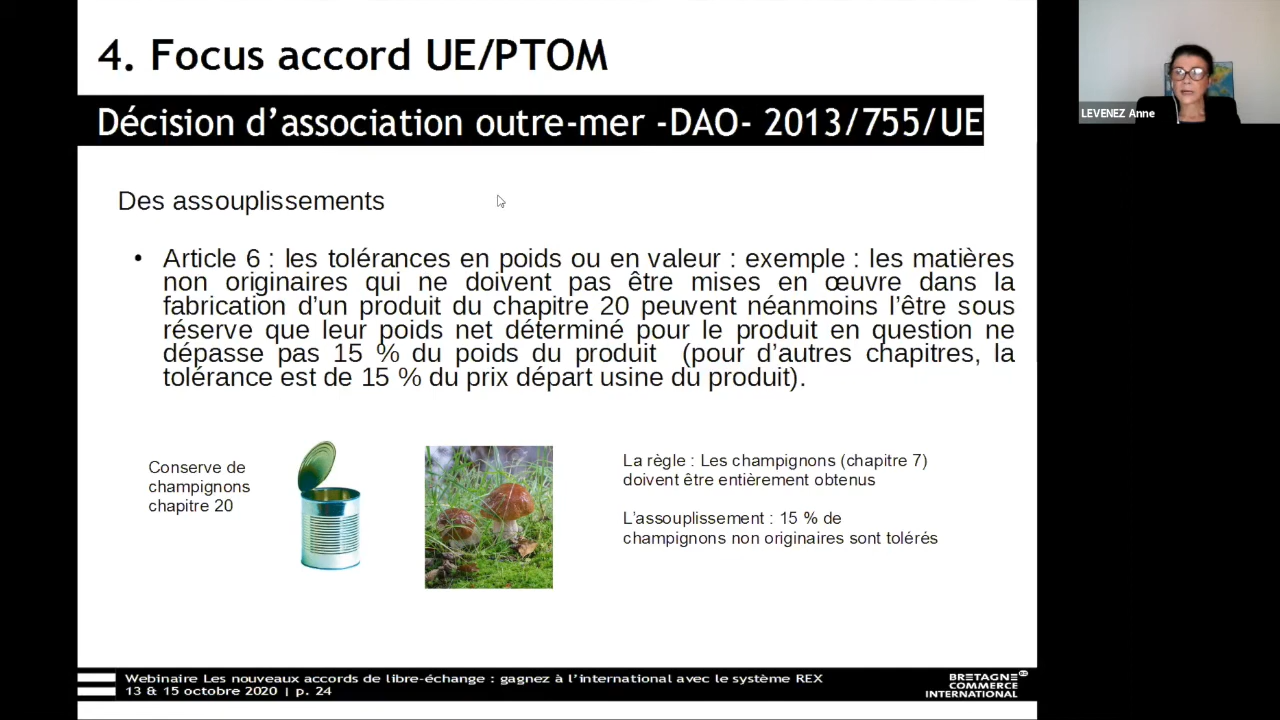 4. Focus accord UE/PTOM
Décision d’association outre-mer -DAO- 2013/755/UE
LEVENEZ Anne
Des assouplissements
• Article 6 : les tolérances en poids ou en valeur : exemple : les matières
non originaires qui ne doivent pas être mises en œuvre dans la
fabrication d’un produit du chapitre 20 peuvent néanmoins l’être sous
réserve que leur poids net déterminé pour le produit en question ne
dépasse pas 15 % du poids du produit (pour d’autres chapitres, la
tolérance est de 15 % du prix départ usine du produit).
Conserve de
champignons
chapitre 20
La règle : Les champignons (chapitre 7)
doivent être entièrement obtenus
L’assouplissement : 15 % de
champignons non originaires sont tolérés
Webinaire Les nouveaux accords de libre-échange : gagnez à l’international avec le système REX
13 & 15 octobre 2020 | p. 24
BRETAGNE
COMMERCE
INTERNATIONAL